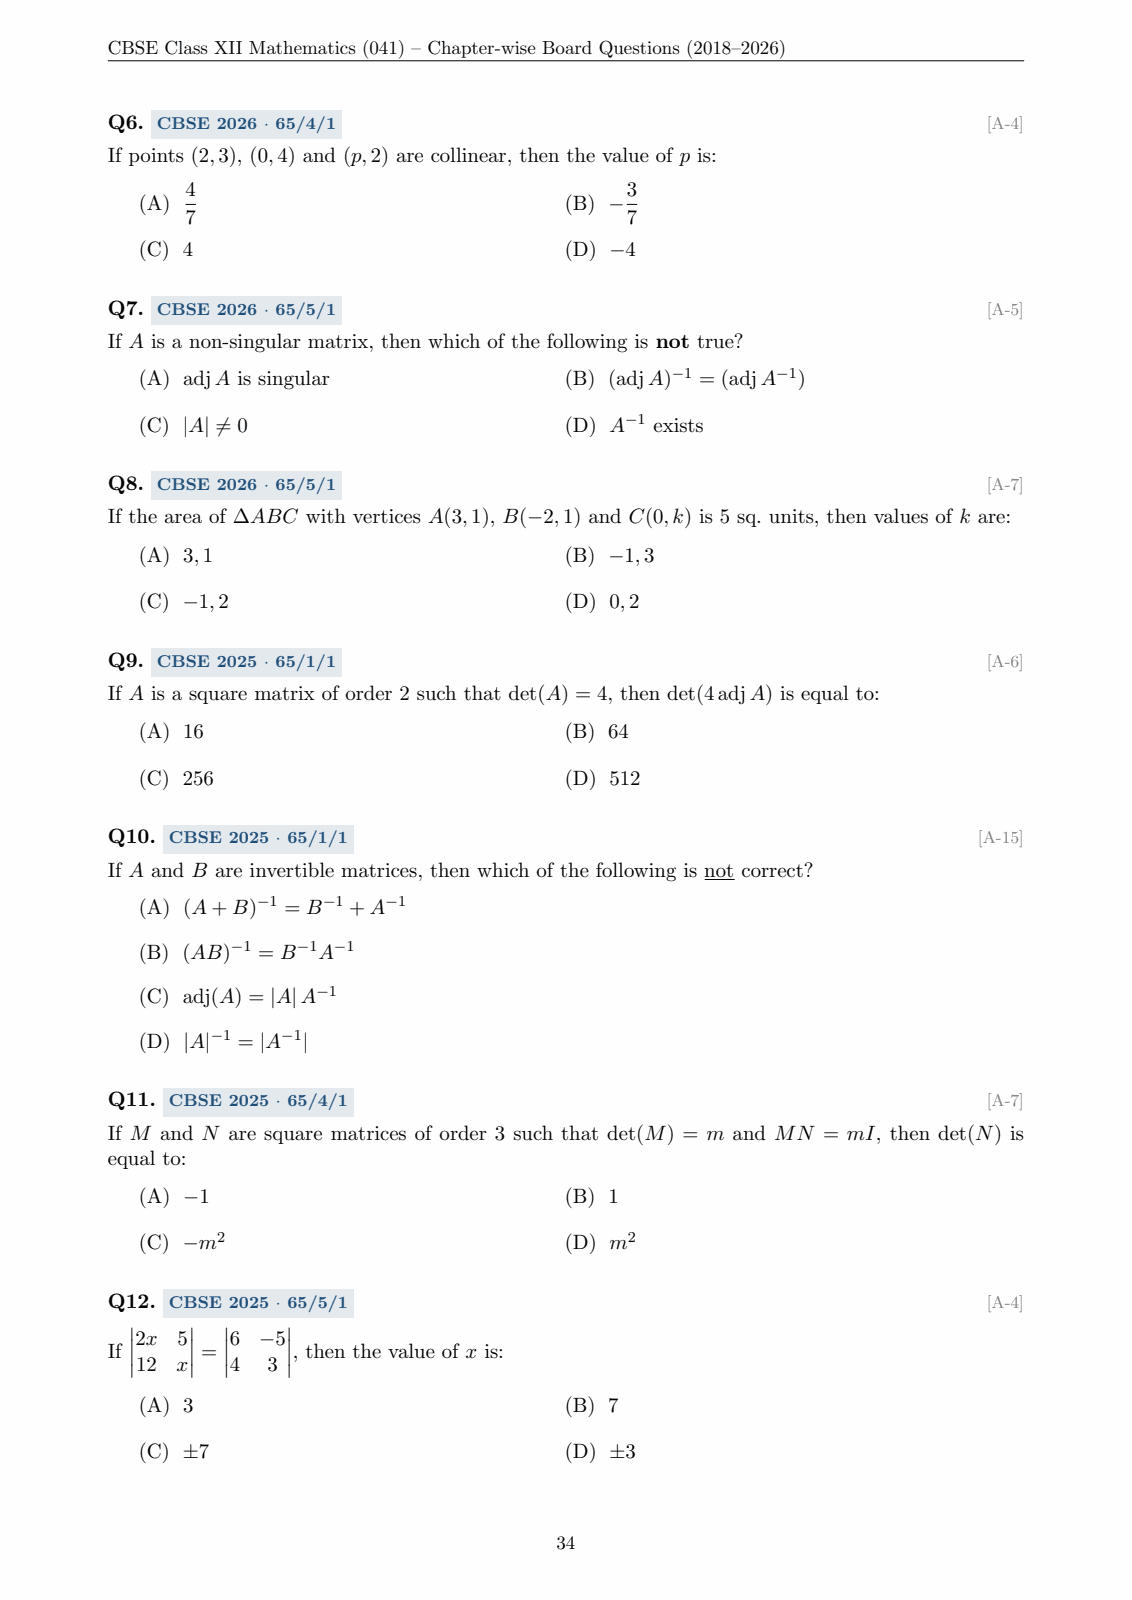 CBSE Class XII Mathematics (041) – Chapter-wise Board Questions (2018–2026)
Q6. CBSE 2026 · 65/4/1 [A-4]
If points (2, 3), (0, 4) and (p, 2) are collinear, then the value of p is:
(A) 4/7 (B) −3/7
(C) 4 (D) −4
Q7. CBSE 2026 · 65/5/1 [A-5]
If A is a non-singular matrix, then which of the following is not true?
(A) adj A is singular (B) (adj A)⁻¹ = (adj A⁻¹)
(C) |A| ≠ 0 (D) A⁻¹ exists
Q8. CBSE 2026 · 65/5/1 [A-7]
If the area of ΔABC with vertices A(3, 1), B(−2, 1) and C(0, k) is 5 sq. units, then values of k are:
(A) 3, 1 (B) −1, 3
(C) −1, 2 (D) 0, 2
Q9. CBSE 2025 · 65/1/1 [A-6]
If A is a square matrix of order 2 such that det(A) = 4, then det(4 adj A) is equal to:
(A) 16 (B) 64
(C) 256 (D) 512
Q10. CBSE 2025 · 65/1/1 [A-15]
If A and B are invertible matrices, then which of the following is not correct?
(A) (A + B)⁻¹ = B⁻¹ + A⁻¹
(B) (AB)⁻¹ = B⁻¹A⁻¹
(C) adj(A) = |A| A⁻¹
(D) |A|⁻¹ = |A⁻¹|
Q11. CBSE 2025 · 65/4/1 [A-7]
If M and N are square matrices of order 3 such that det(M) = m and MN = mI, then det(N) is
equal to:
(A) −1 (B) 1
(C) −m² (D) m²
Q12. CBSE 2025 · 65/5/1 [A-4]
If |2x 5; 12 x| = |6 −5; 4 3|, then the value of x is:
(A) 3 (B) 7
(C) ±7 (D) ±3
34